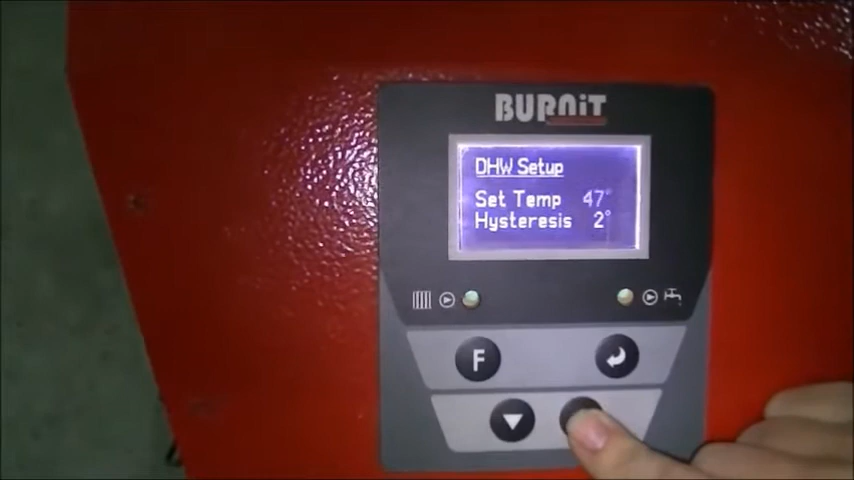 BURNiT
DHW Setup
Set Temp 47°
Hysteresis 2°
F